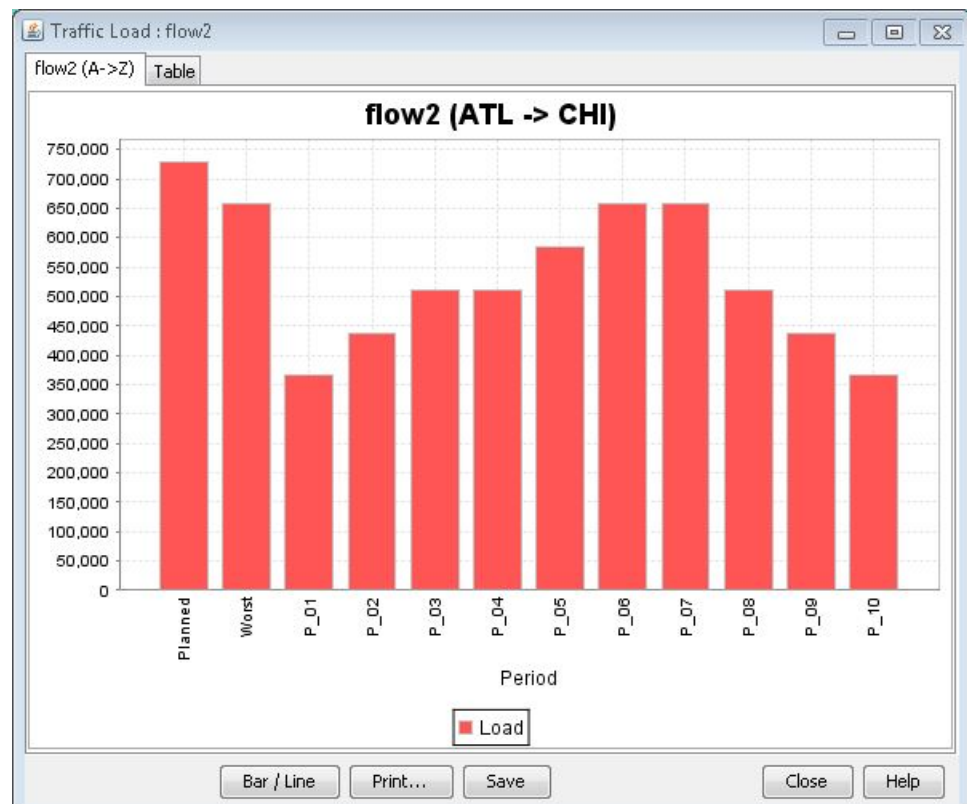 Traffic Load : flow2
flow2 (A->Z) Table
flow2 (ATL -> CHI)
750,000
700,000
650,000
600,000
550,000
500,000
450,000
400,000
350,000
300,000
250,000
200,000
150,000
100,000
50,000
0
Planned Worst P_01 P_02 P_03 P_04 P_05 P_06 P_07 P_08 P_09 P_10
Period
Load
Bar / Line Print... Save Close Help